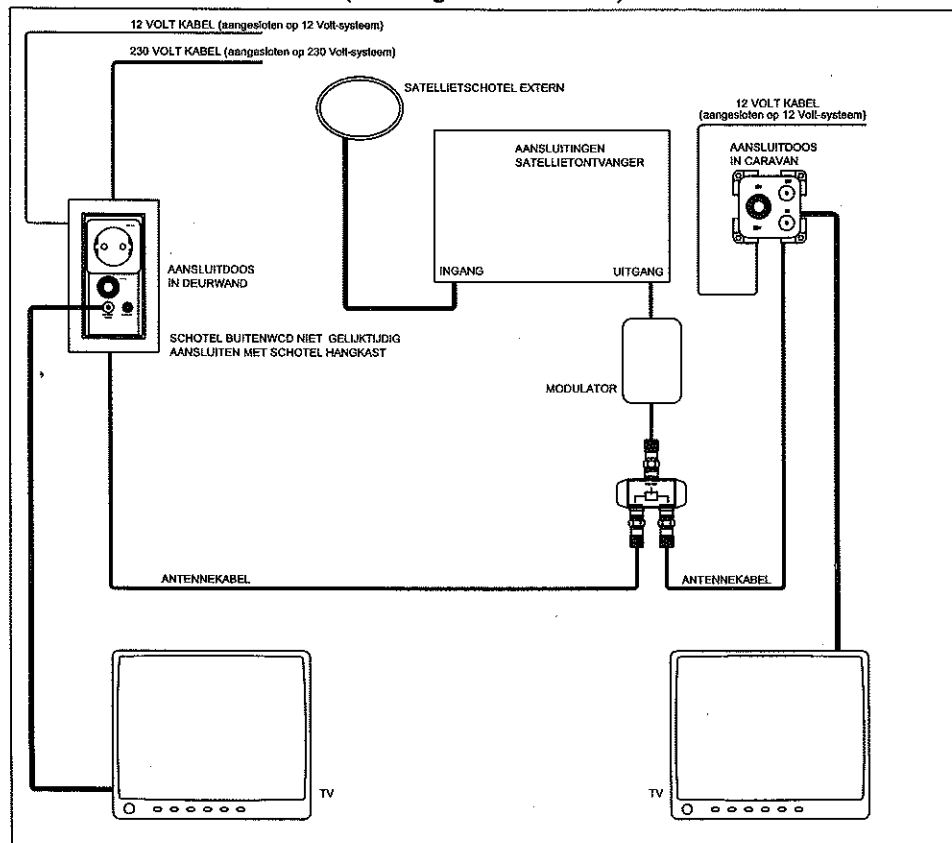 12 VOLT KABEL (aangesloten op 12 Volt-systeem)
230 VOLT KABEL (aangesloten op 230 Volt-systeem)
SATELLIETSCHOTEL EXTERN
12 VOLT KABEL
(aangesloten op 12 Volt-systeem)
AANSLUITINGEN
SATELLIETONTVANGER
AANSLUITDOOS
IN CARAVAN
INGANG
UITGANG
AANSLUITDOOS
IN DEURWAND
SCHOTEL BUITENWCD NIET GELIJKTIJDIG
AANSLUITEN MET SCHOTEL HANGKAST
MODULATOR
ANTENNEKABEL
ANTENNEKABEL
TV
TV